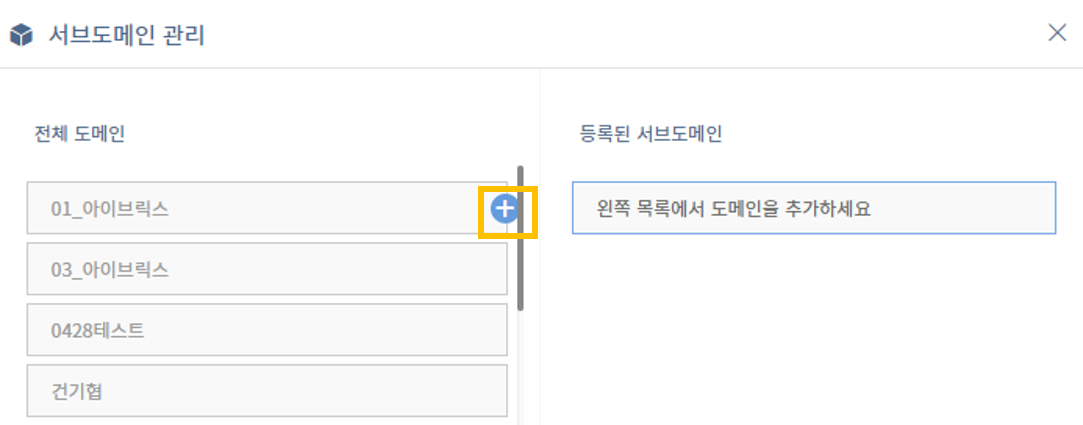 서브도메인 관리
전체 도메인
01_아이브릭스
03_아이브릭스
0428테스트
건기협
등록된 서브도메인
왼쪽 목록에서 도메인을 추가하세요